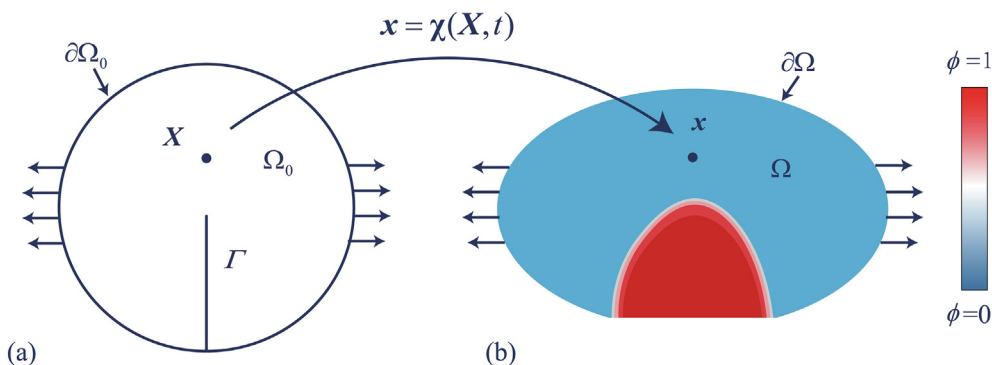 x = χ(X,t)
∂Ω₀
∂Ω
ϕ=1
X
x
Ω₀
Ω
Γ
ϕ=0
(a)
(b)